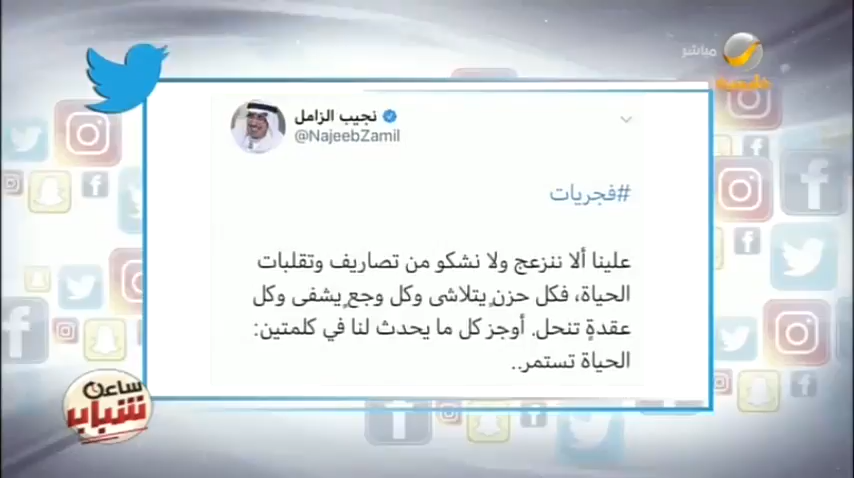 مباشر
خليجية
نجيب الزامل
@NajeebZamil
#فجريات
علينا ألا ننزعج ولا نشكو من تصاريف وتقلبات
الحياة، فكل حزنٍ يتلاشى وكل وجعٍ يشفى وكل
عقدةٍ تنحل. أوجز كل ما يحدث لنا في كلمتين:
الحياة تستمر..
ساعة
شباب